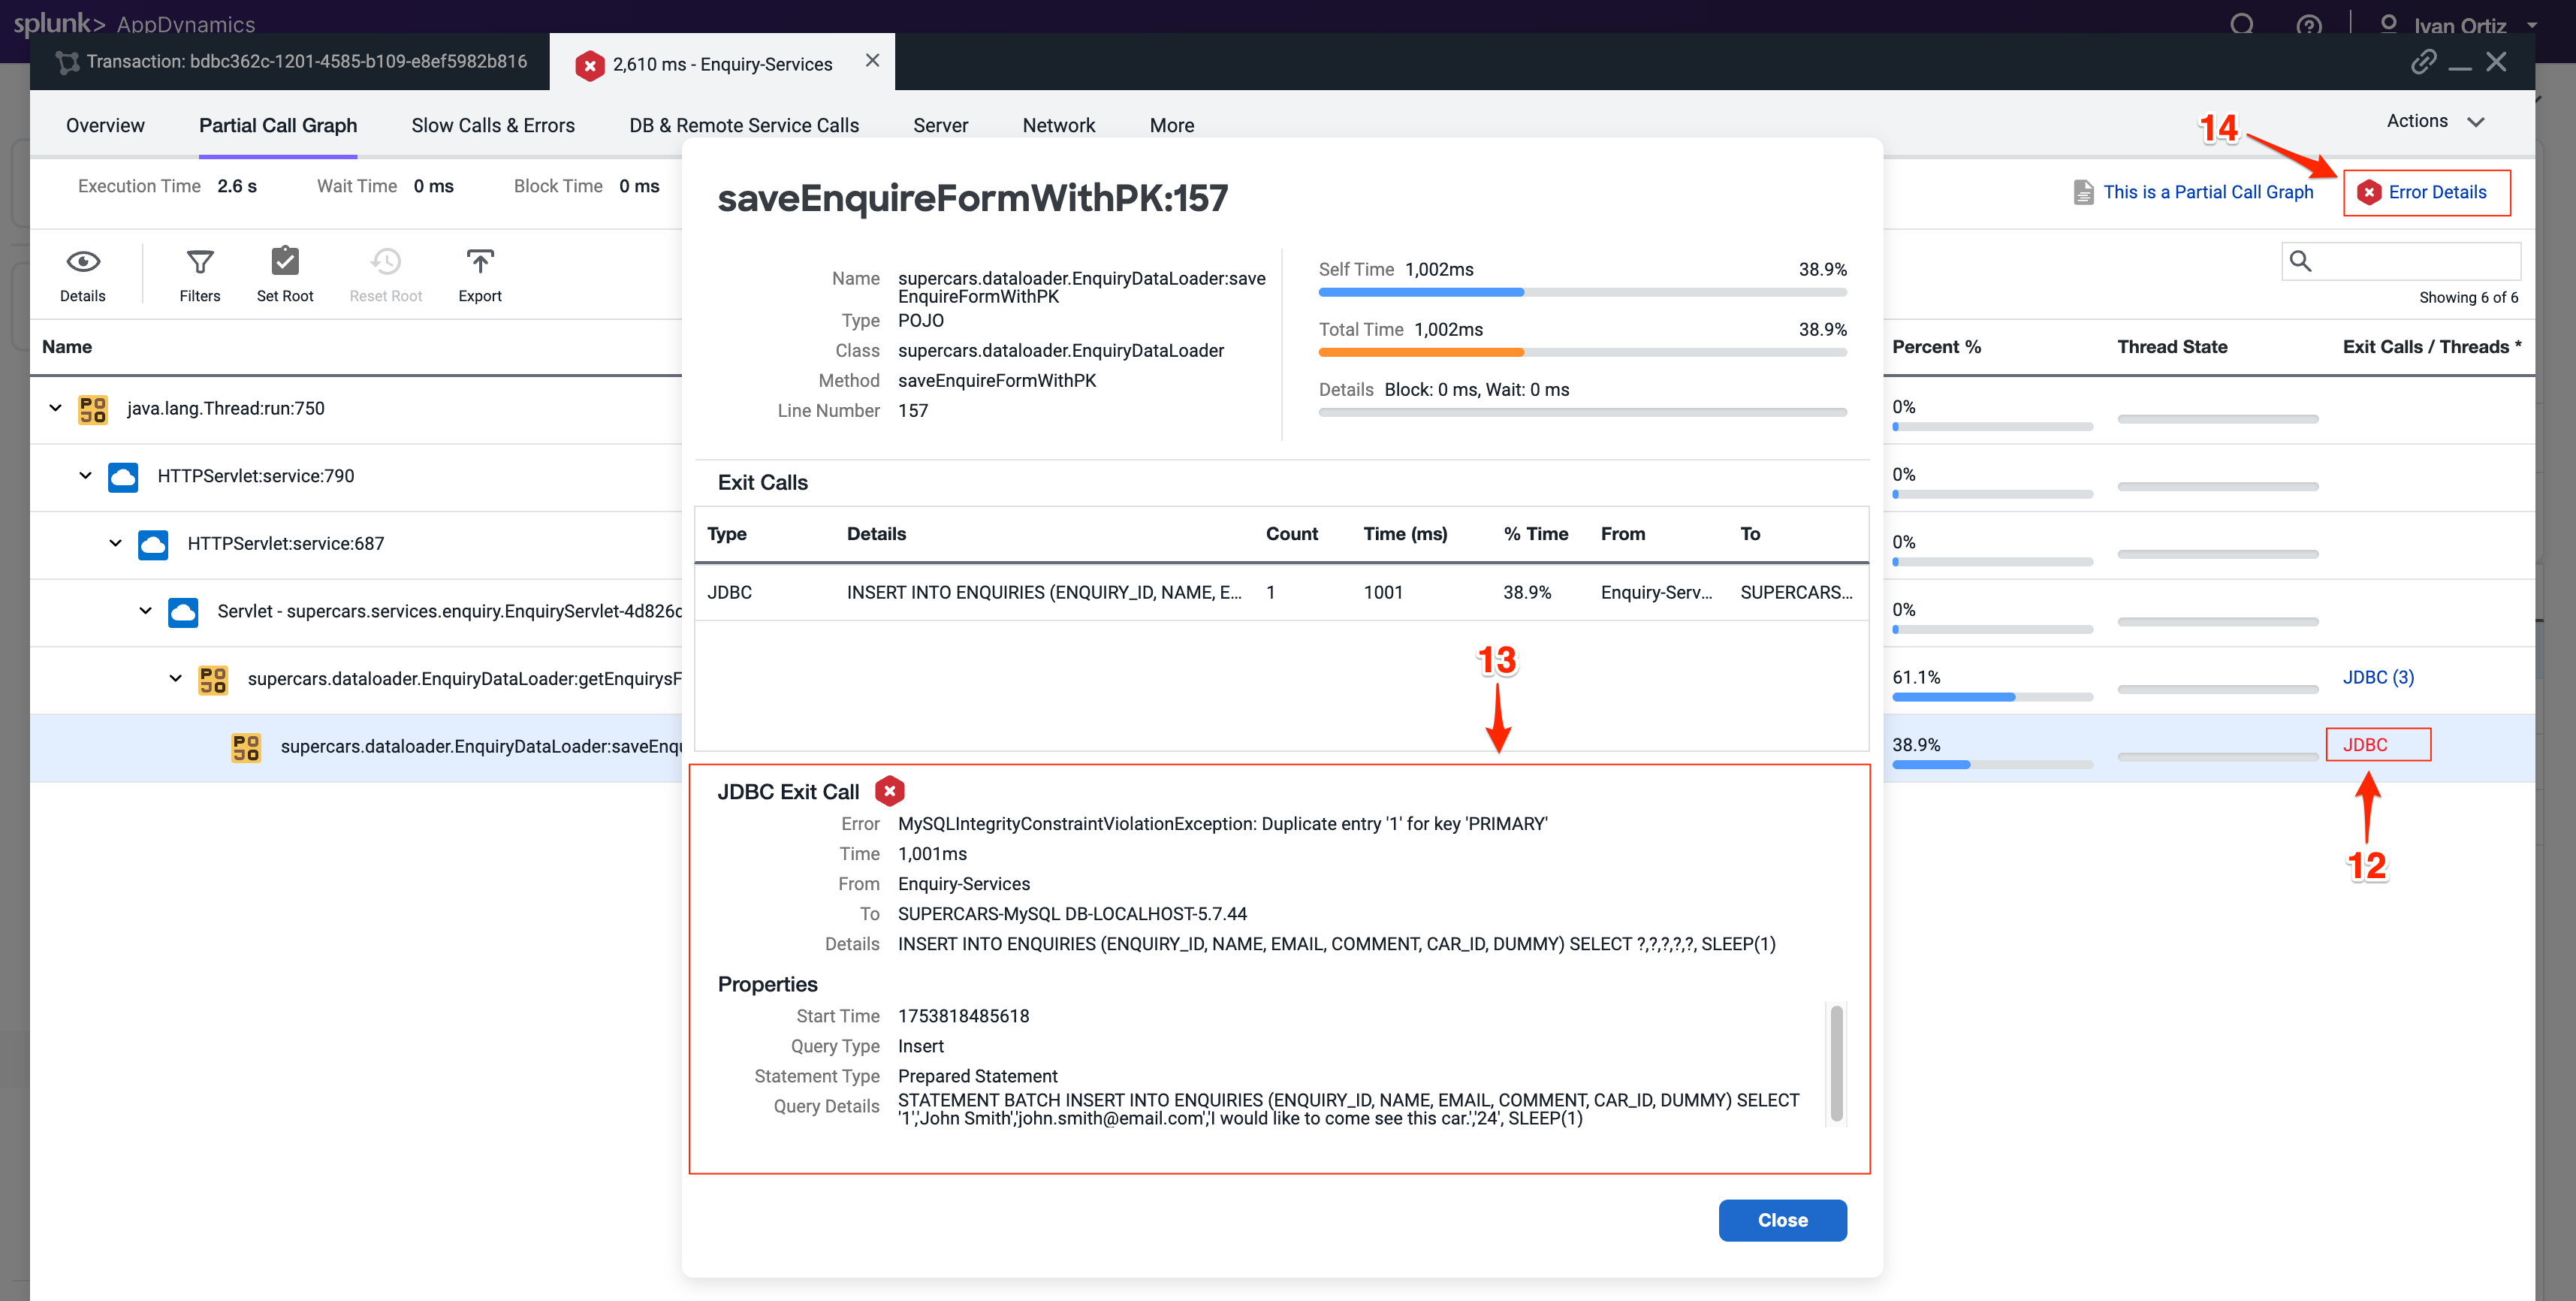 splunk> AppDynamics
Ivan Ortiz
Transaction: bdbc362c-1201-4585-b109-e8ef5982b816
2,610 ms - Enquiry-Services
Overview
Partial Call Graph
Slow Calls & Errors
DB & Remote Service Calls
Server
Network
More
Actions
14
Execution Time 2.6 s
Wait Time 0 ms
Block Time 0 ms
This is a Partial Call Graph
Error Details
Details
Filters
Set Root
Reset Root
Export
Showing 6 of 6
Name
Percent %
Thread State
Exit Calls / Threads *
java.lang.Thread:run:750
0%
HTTPServlet:service:790
0%
HTTPServlet:service:687
0%
Servlet - supercars.services.enquiry.EnquiryServlet-4d826c
0%
supercars.dataloader.EnquiryDataLoader:getEnquirysF
61.1%
JDBC (3)
supercars.dataloader.EnquiryDataLoader:saveEnqu
38.9%
JDBC
12
saveEnquireFormWithPK:157
Name supercars.dataloader.EnquiryDataLoader:save
EnquireFormWithPK
Type POJO
Class supercars.dataloader.EnquiryDataLoader
Method saveEnquireFormWithPK
Line Number 157
Self Time 1,002ms 38.9%
Total Time 1,002ms 38.9%
Details Block: 0 ms, Wait: 0 ms
Exit Calls
Type Details Count Time (ms) % Time From To
JDBC INSERT INTO ENQUIRIES (ENQUIRY_ID, NAME, E... 1 1001 38.9% Enquiry-Serv... SUPERCARS...
13
JDBC Exit Call
Error MySQLIntegrityConstraintViolationException: Duplicate entry '1' for key 'PRIMARY'
Time 1,001ms
From Enquiry-Services
To SUPERCARS-MySQL DB-LOCALHOST-5.7.44
Details INSERT INTO ENQUIRIES (ENQUIRY_ID, NAME, EMAIL, COMMENT, CAR_ID, DUMMY) SELECT ?,?,?,?,?, SLEEP(1)
Properties
Start Time 1753818485618
Query Type Insert
Statement Type Prepared Statement
Query Details STATEMENT BATCH INSERT INTO ENQUIRIES (ENQUIRY_ID, NAME, EMAIL, COMMENT, CAR_ID, DUMMY) SELECT
'1','John Smith','john.smith@email.com','I would like to come see this car.','24', SLEEP(1)
Close